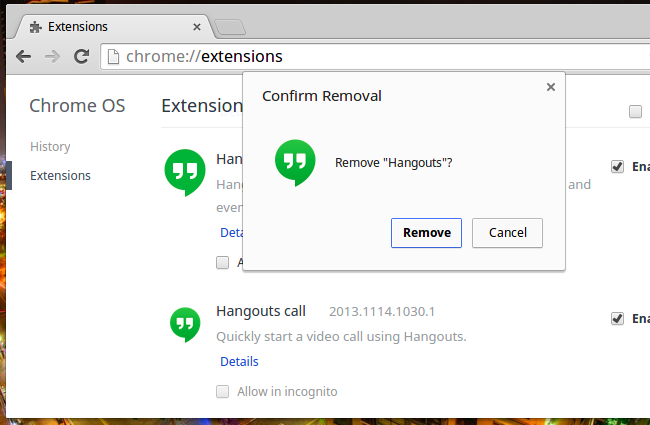 Extensions
chrome://extensions
Chrome OS
Extension
History
Extensions
Confirm Removal
Remove "Hangouts"?
Remove
Cancel
Han
Hang
and
even
Deta
A
Ena
Hangouts call 2013.1114.1030.1
Ena
Quickly start a video call using Hangouts.
Details
Allow in incognito